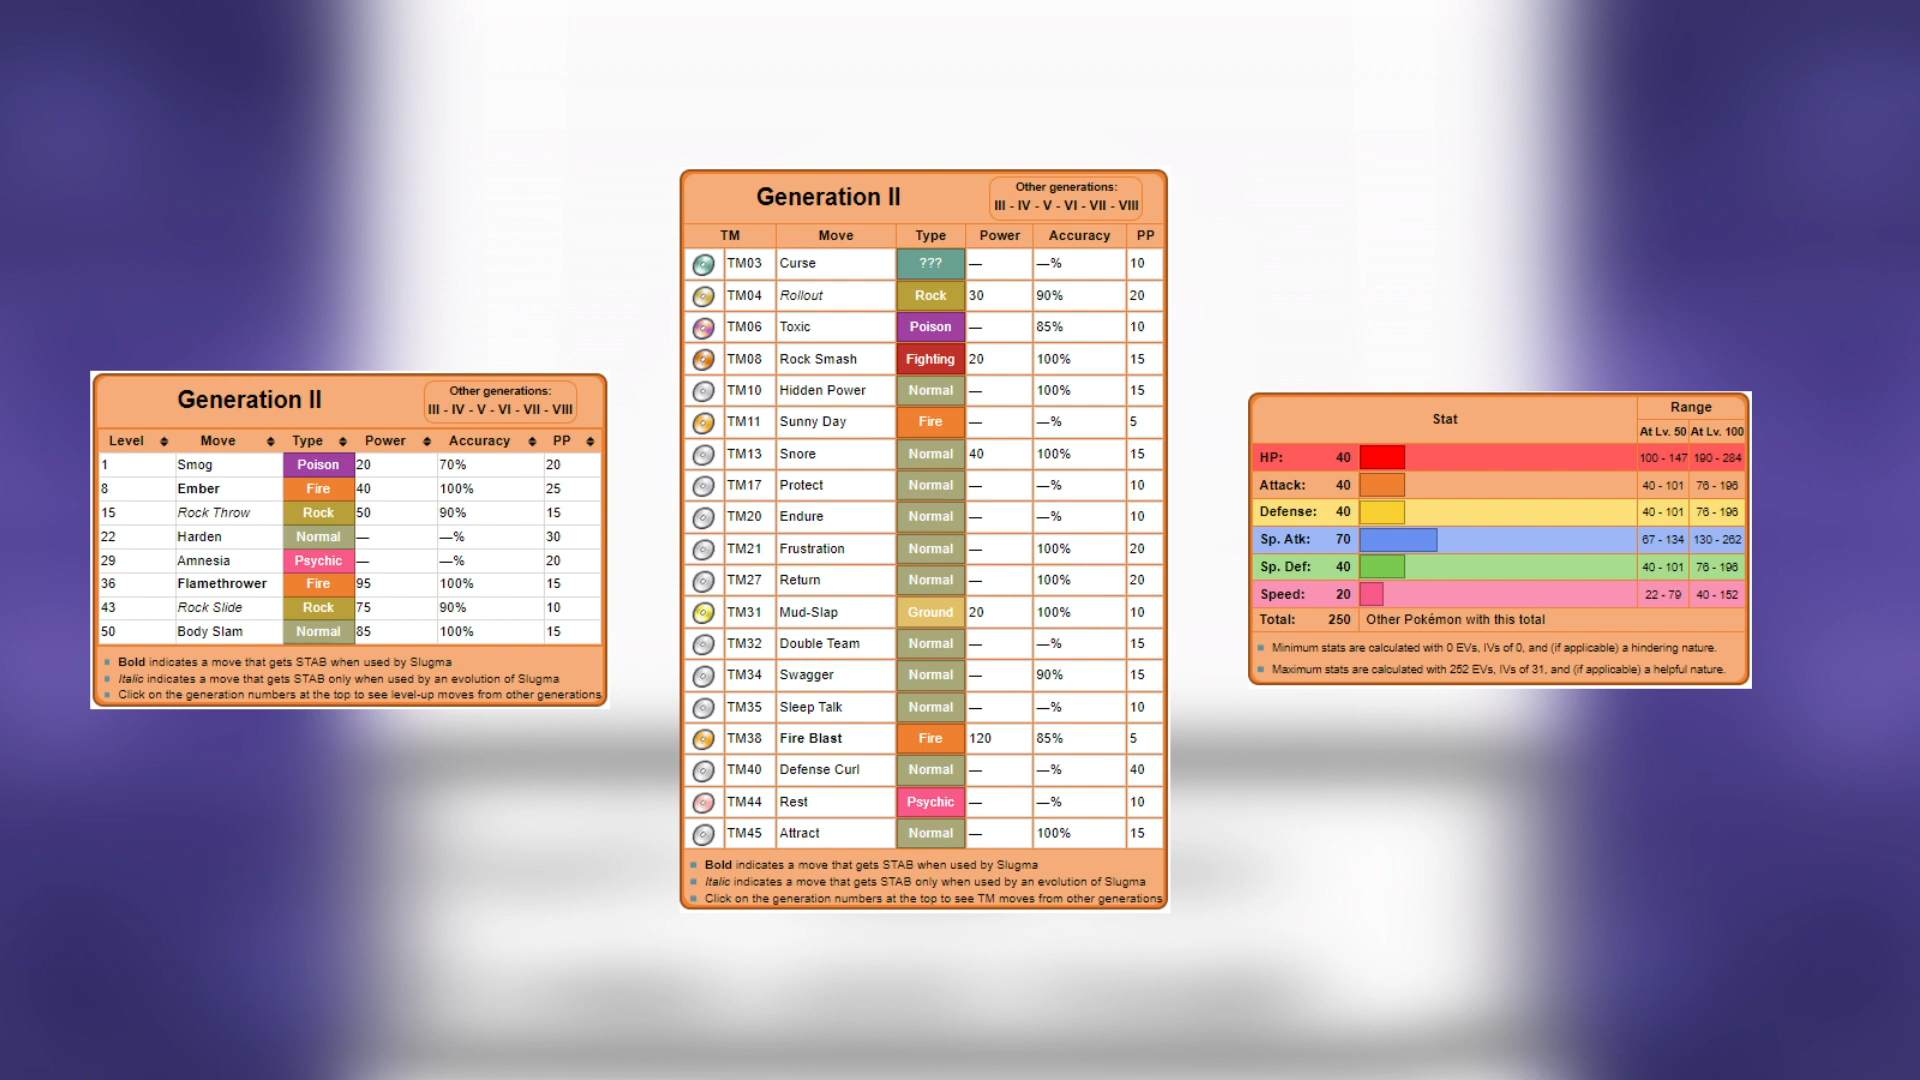 Generation II
Other generations:
III - IV - V - VI - VII - VIII
Level Move Type Power Accuracy PP
1 Smog Poison 20 70% 20
8 Ember Fire 40 100% 25
15 Rock Throw Rock 50 90% 15
22 Harden Normal — —% 30
29 Amnesia Psychic — —% 20
36 Flamethrower Fire 95 100% 15
43 Rock Slide Rock 75 90% 10
50 Body Slam Normal 85 100% 15
Bold indicates a move that gets STAB when used by Slugma
Italic indicates a move that gets STAB only when used by an evolution of Slugma
Click on the generation numbers at the top to see level-up moves from other generations
Generation II
Other generations:
III - IV - V - VI - VII - VIII
TM Move Type Power Accuracy PP
TM03 Curse ??? — —% 10
TM04 Rollout Rock 30 90% 20
TM06 Toxic Poison — 85% 10
TM08 Rock Smash Fighting 20 100% 15
TM10 Hidden Power Normal — 100% 15
TM11 Sunny Day Fire — —% 5
TM13 Snore Normal 40 100% 15
TM17 Protect Normal — —% 10
TM20 Endure Normal — —% 10
TM21 Frustration Normal — 100% 20
TM27 Return Normal — 100% 20
TM31 Mud-Slap Ground 20 100% 10
TM32 Double Team Normal — —% 15
TM34 Swagger Normal — 90% 15
TM35 Sleep Talk Normal — —% 10
TM38 Fire Blast Fire 120 85% 5
TM40 Defense Curl Normal — —% 40
TM44 Rest Psychic — —% 10
TM45 Attract Normal — 100% 15
Bold indicates a move that gets STAB when used by Slugma
Italic indicates a move that gets STAB only when used by an evolution of Slugma
Click on the generation numbers at the top to see TM moves from other generations
Stat Range
At Lv. 50 At Lv. 100
HP: 40 100 - 147 190 - 284
Attack: 40 40 - 101 76 - 196
Defense: 40 40 - 101 76 - 196
Sp. Atk: 70 67 - 134 130 - 262
Sp. Def: 40 40 - 101 76 - 196
Speed: 20 22 - 79 40 - 152
Total: 250 Other Pokémon with this total
Minimum stats are calculated with 0 EVs, IVs of 0, and (if applicable) a hindering nature.
Maximum stats are calculated with 252 EVs, IVs of 31, and (if applicable) a helpful nature.